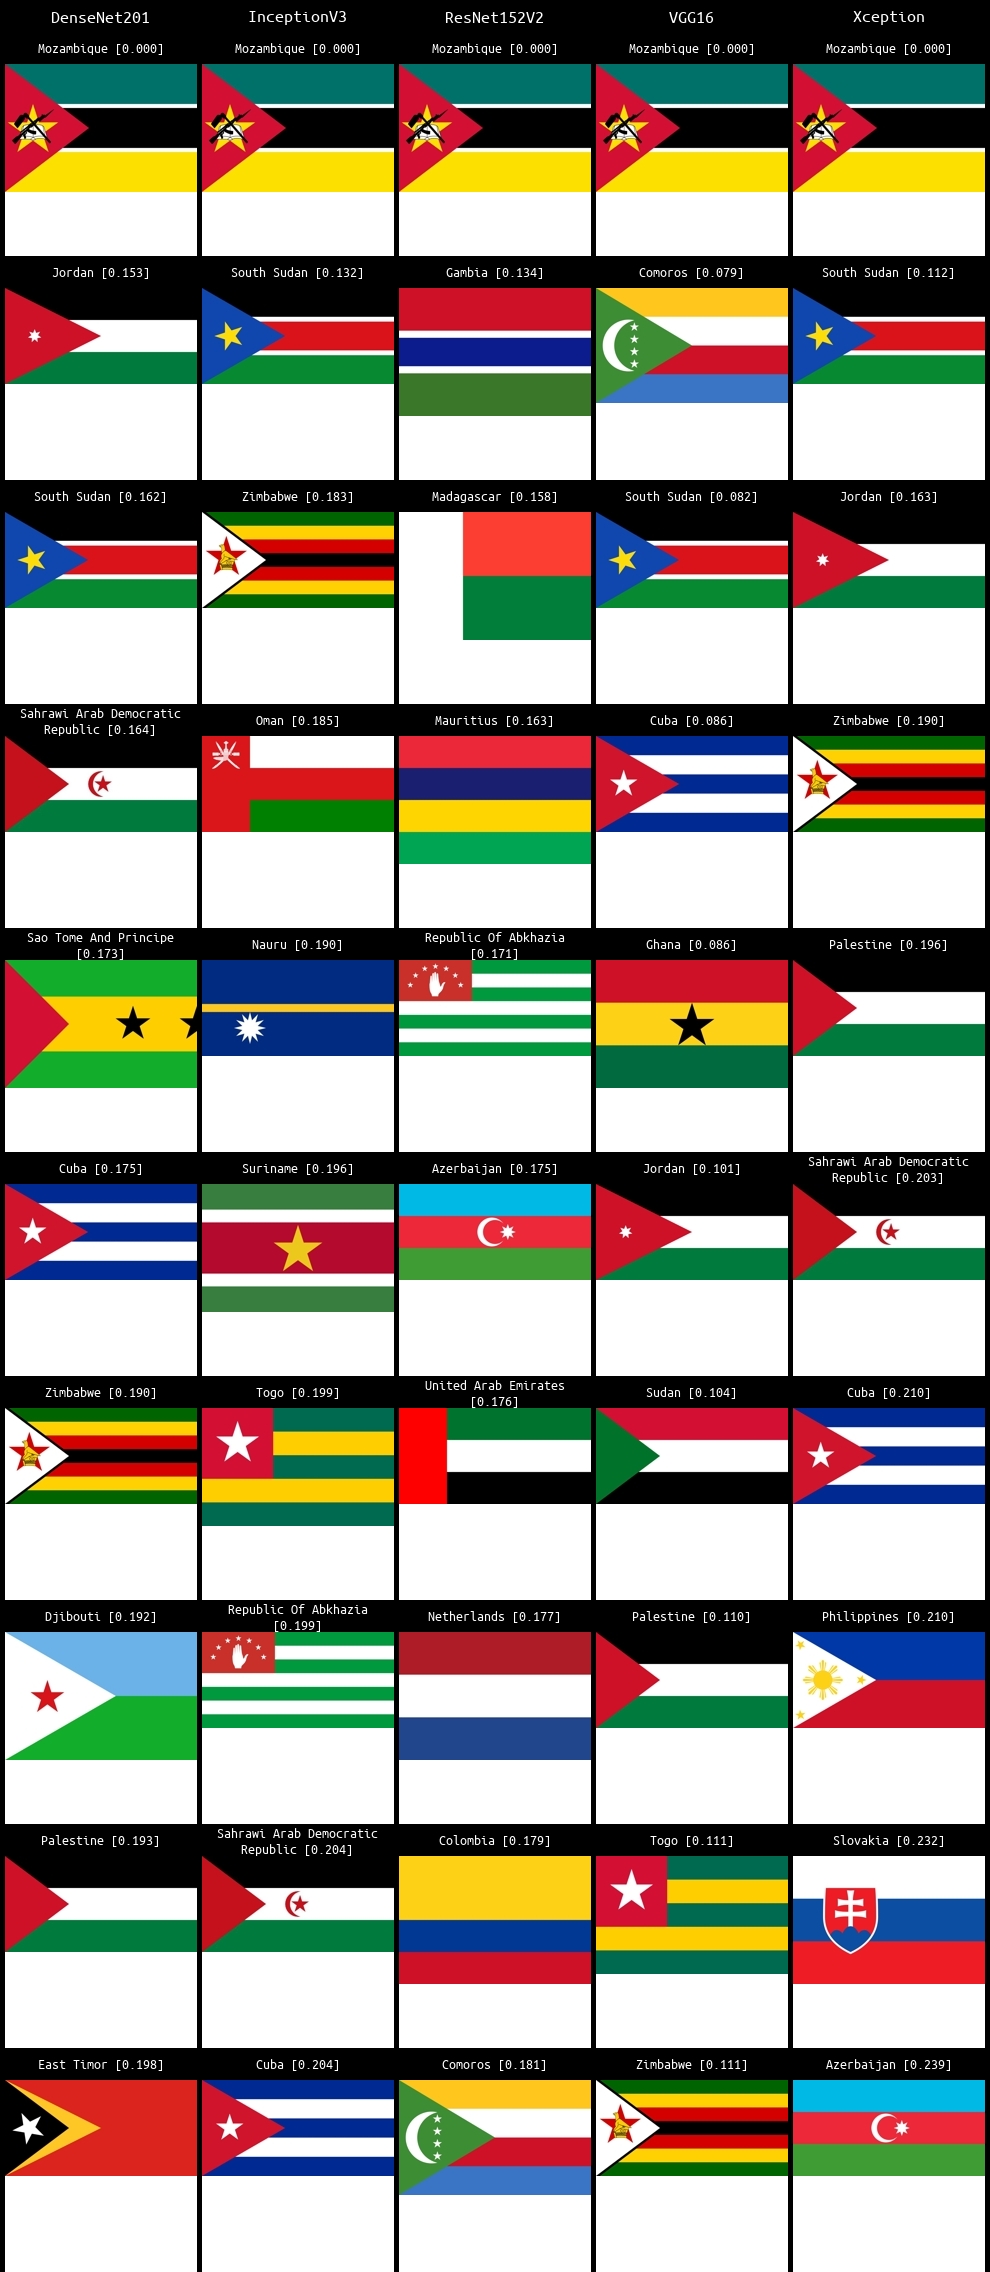 DenseNet201 InceptionV3 ResNet152V2 VGG16 Xception
Mozambique [0.000] Mozambique [0.000] Mozambique [0.000] Mozambique [0.000] Mozambique [0.000]
Jordan [0.153] South Sudan [0.132] Gambia [0.134] Comoros [0.079] South Sudan [0.112]
South Sudan [0.162] Zimbabwe [0.183] Madagascar [0.158] South Sudan [0.082] Jordan [0.163]
Sahrawi Arab Democratic
Republic [0.164] Oman [0.185] Mauritius [0.163] Cuba [0.086] Zimbabwe [0.190]
Sao Tome And Principe
[0.173] Nauru [0.190] Republic Of Abkhazia
[0.171] Ghana [0.086] Palestine [0.196]
Cuba [0.175] Suriname [0.196] Azerbaijan [0.175] Jordan [0.101] Sahrawi Arab Democratic
Republic [0.203]
Zimbabwe [0.190] Togo [0.199] United Arab Emirates
[0.176] Sudan [0.104] Cuba [0.210]
Djibouti [0.192] Republic Of Abkhazia
[0.199] Netherlands [0.177] Palestine [0.110] Philippines [0.210]
Palestine [0.193] Sahrawi Arab Democratic
Republic [0.204] Colombia [0.179] Togo [0.111] Slovakia [0.232]
East Timor [0.198] Cuba [0.204] Comoros [0.181] Zimbabwe [0.111] Azerbaijan [0.239]